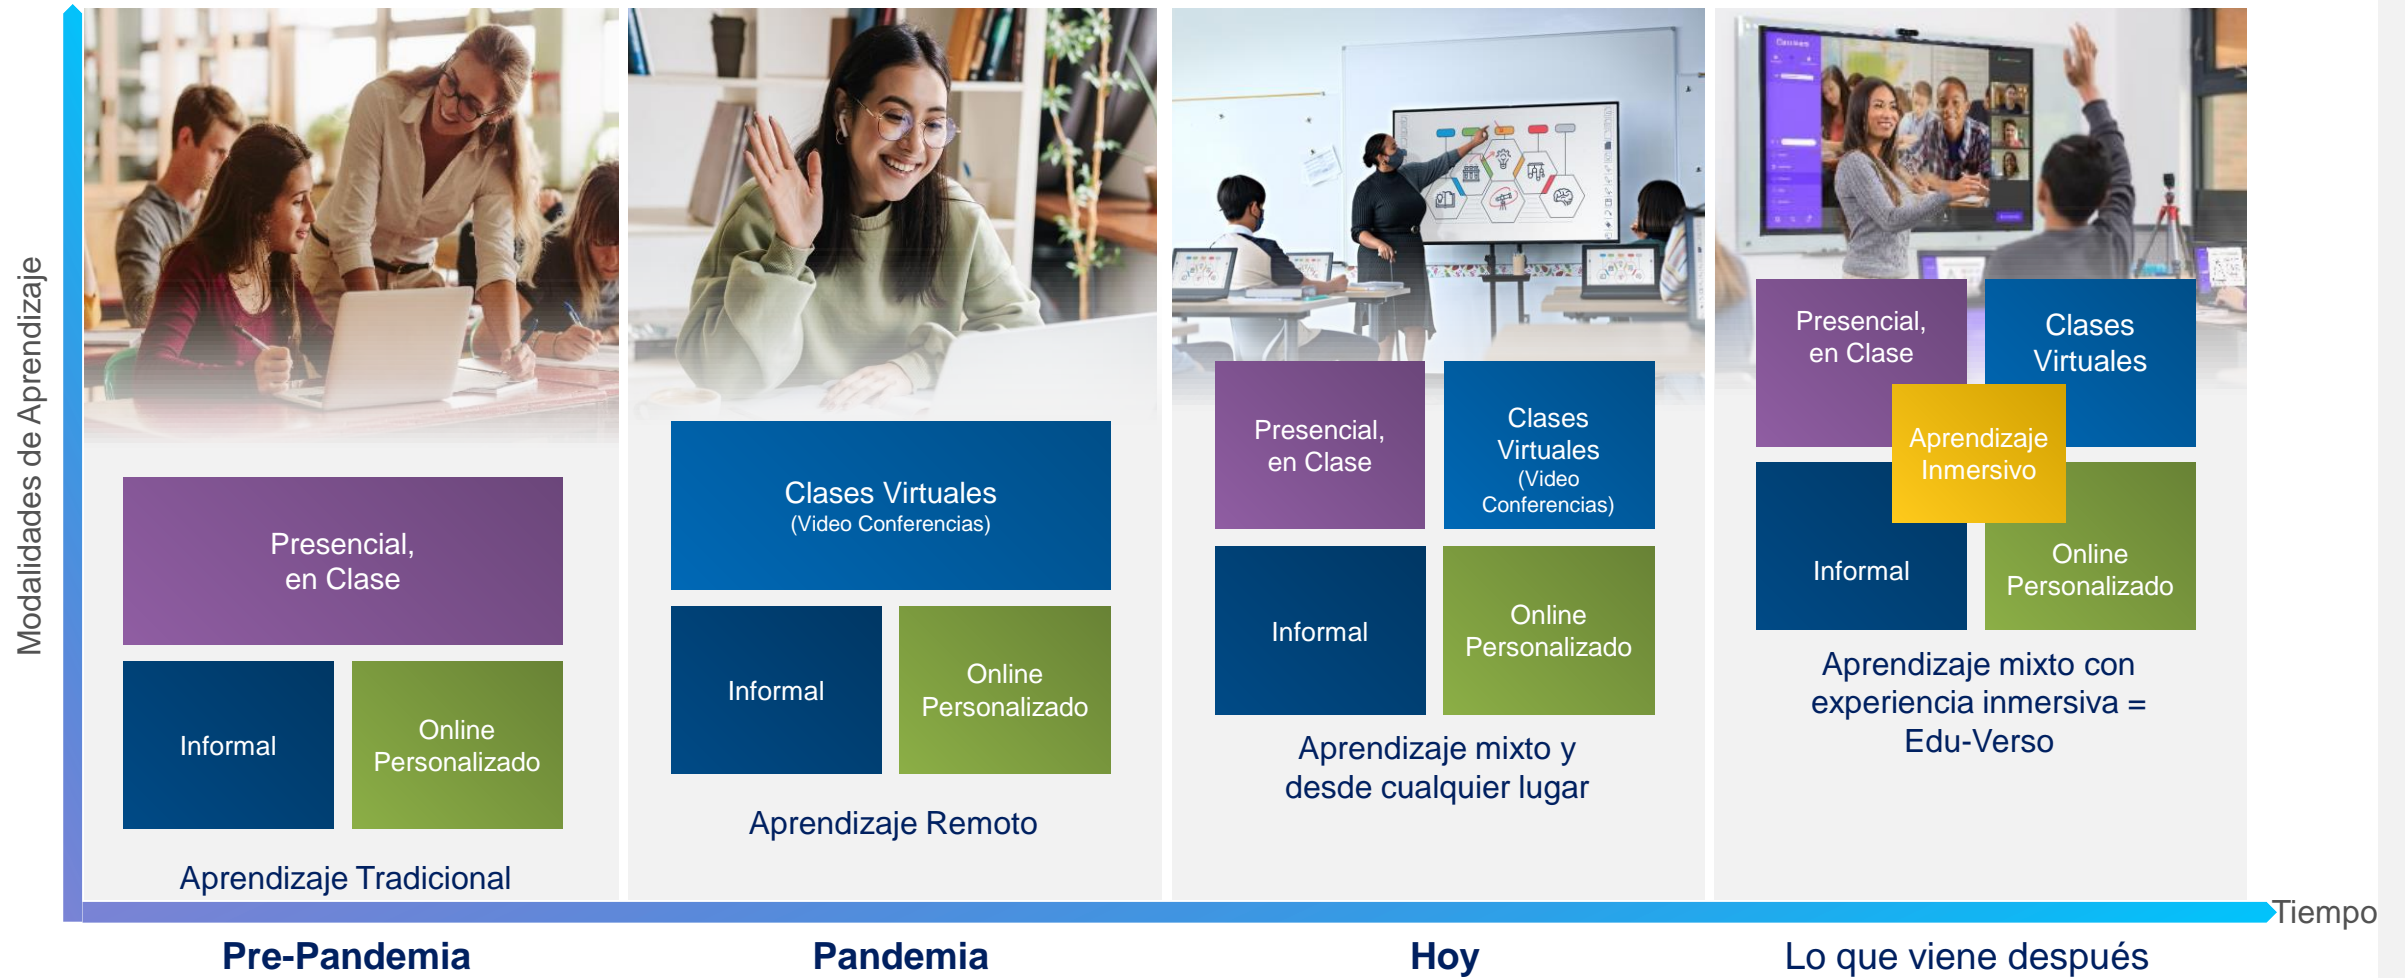 Modalidades de Aprendizaje
Presencial,
en Clase
Informal
Online
Personalizado
Aprendizaje Tradicional
Pre-Pandemia
Clases Virtuales
(Video Conferencias)
Informal
Online
Personalizado
Aprendizaje Remoto
Pandemia
Presencial,
en Clase
Clases
Virtuales
(Video
Conferencias)
Informal
Online
Personalizado
Aprendizaje mixto y
desde cualquier lugar
Hoy
Presencial,
en Clase
Clases
Virtuales
Aprendizaje
Inmersivo
Informal
Online
Personalizado
Aprendizaje mixto con
experiencia inmersiva =
Edu-Verso
Lo que viene después
Tiempo